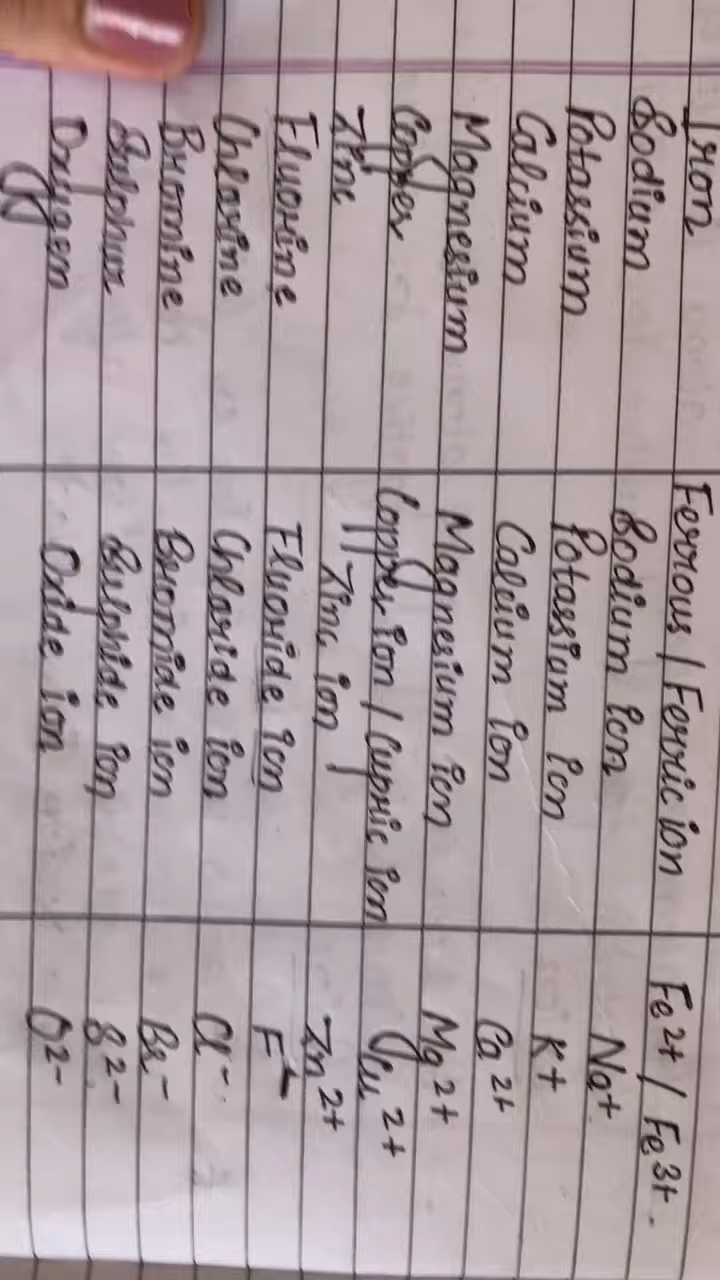 Iron Ferrous / Ferric ion Fe2+ / Fe3+.
Sodium Sodium ion Na+
Potassium Potassium ion K+
Calcium Calcium ion Ca2+
Magnesium Magnesium ion Mg2+
Copper Copper ion / Cupric ion Cu2+
Zinc Zinc ion Zn2+
Fluorine Fluoride ion F-
Chlorine Chloride ion Cl-
Bromine Bromide ion Br-
Sulphur Sulphide ion S2-
Oxygem Oxide ion O2-